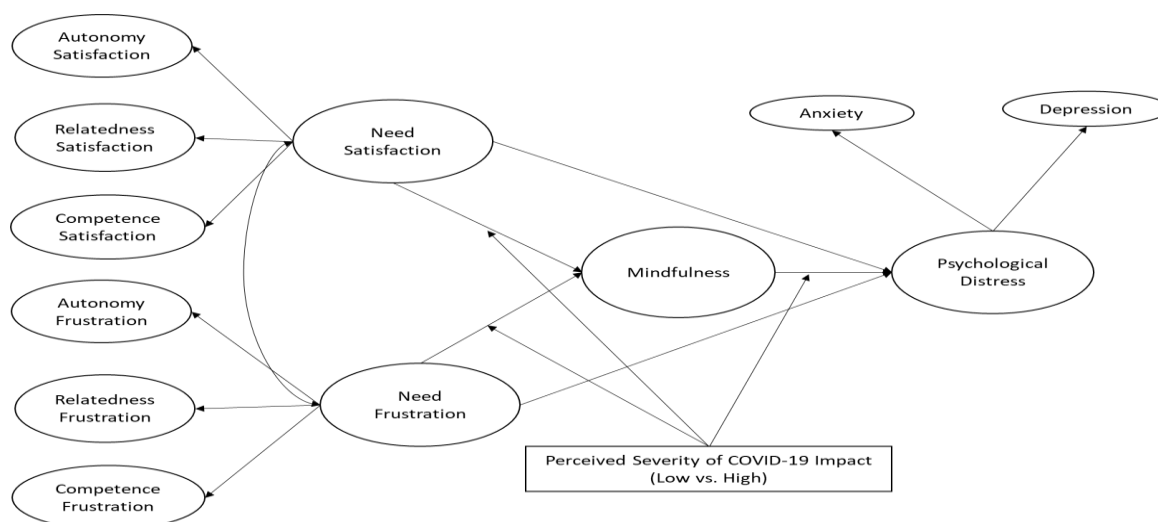 Autonomy
Satisfaction
Relatedness
Satisfaction
Competence
Satisfaction
Autonomy
Frustration
Relatedness
Frustration
Competence
Frustration
Need
Satisfaction
Need
Frustration
Mindfulness
Anxiety
Depression
Psychological
Distress
Perceived Severity of COVID-19 Impact
(Low vs. High)